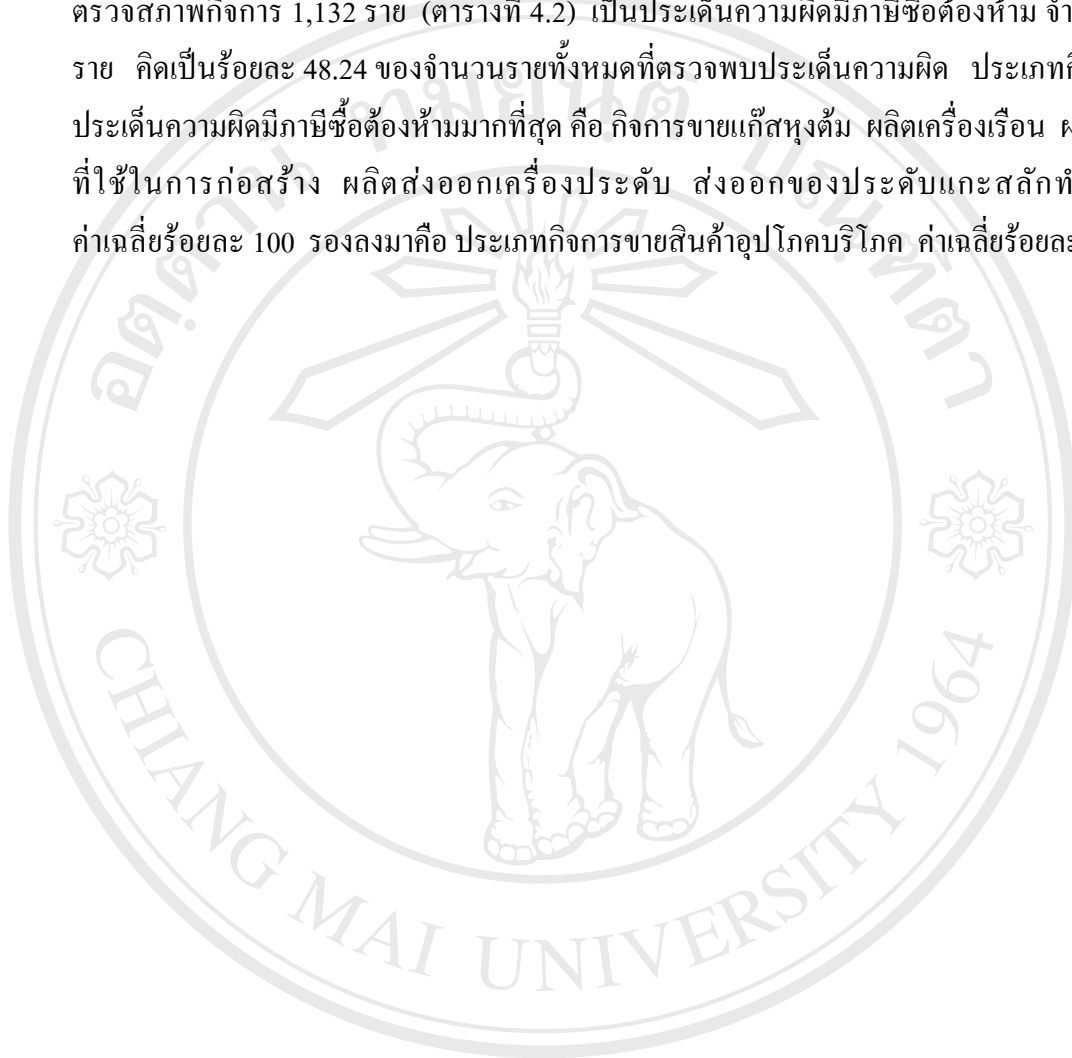 ตรวจสภาพกิจการ 1,132 ราย (ตารางที่ 4.2) เป็นประเด็นความผิดมีภาษีซื้อต้องห้าม
ราย คิดเป็นร้อยละ 48.24 ของจำนวนรายทั้งหมดที่ตรวจพบประเด็นความผิด
ประเด็นความผิดมีภาษีซื้อต้องห้ามมากที่สุด คือ กิจการขายแก๊สหุงต้ม ผลิตเครื่องเรือน
ที่ใช้ในการก่อสร้าง ผลิตส่งออกเครื่องประดับ ส่งออกของประดับแกะสลัก
ค่าเฉลี่ยร้อยละ 100 รองลงมาคือ ประเภทกิจการขายสินค้าอุปโภคบริโภค ค่าเฉลี่ยร้อยละ
CHIANG MAI UNIVERSITY 1964